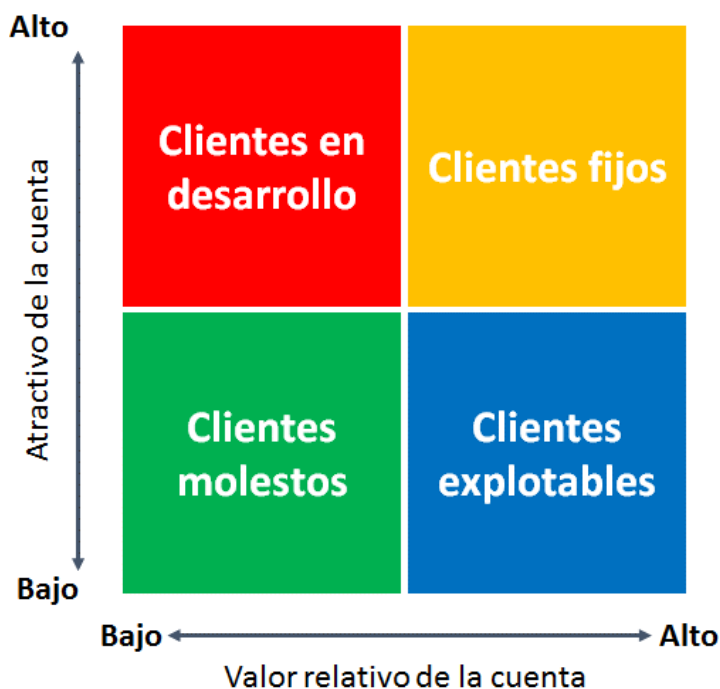 Alto
Clientes en
desarrollo
Clientes fijos
Atractivo de la cuenta
Clientes
molestos
Clientes
explotables
Bajo
Bajo
Alto
Valor relativo de la cuenta